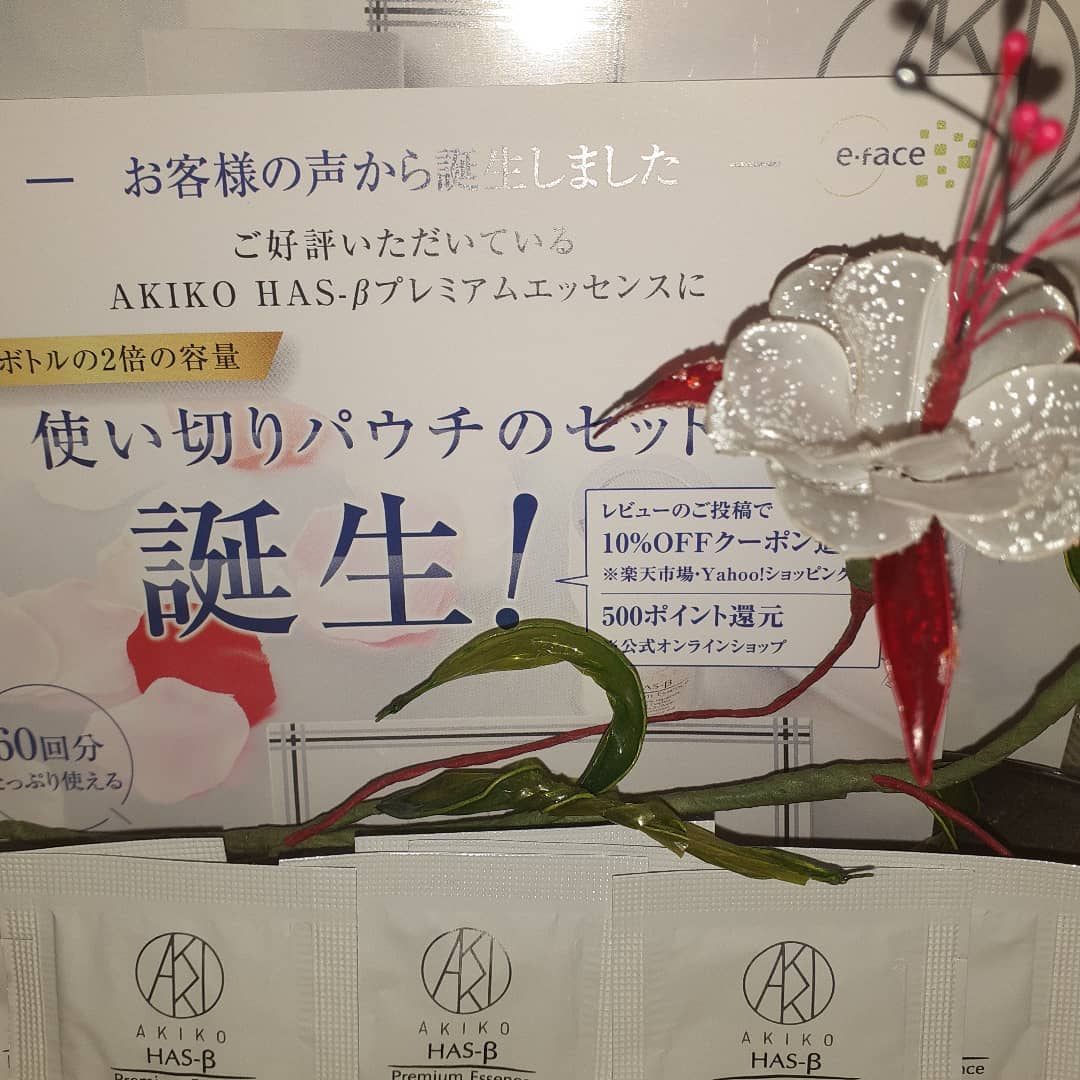 お客様の声から誕生しました
e·face
ご好評いただいている
AKIKO HAS-βプレミアムエッセンスに
ボトルの2倍の容量
使い切りパウチのセット
誕生!
レビューのご投稿で
10%OFFクーポン
※楽天市場・Yahoo!ショッピング
500ポイント還元
※公式オンラインショップ
60回分
たっぷり使える
AKIKO
HAS-β
AKIKO
HAS-β
Premium Essence
AKIKO
HAS-β